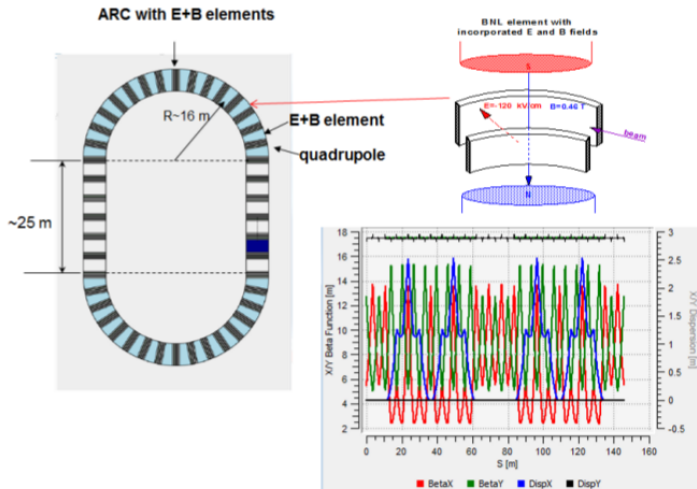 ARC with E+B elements
R~16 m
E+B element
quadrupole
~25 m
BNL element with
incorporated E and B fields
S
E=-120 kV/cm
B=0.46 T
beam
N
18
16
14
12
10
8
6
4
2
X/Y Beta Function [m]
3
2.5
2
1.5
1
0.5
0
-0.5
X/Y Dispersion [m]
0 20 40 60 80 100 120 140 160
S [m]
BetaX BetaY DispX DispY